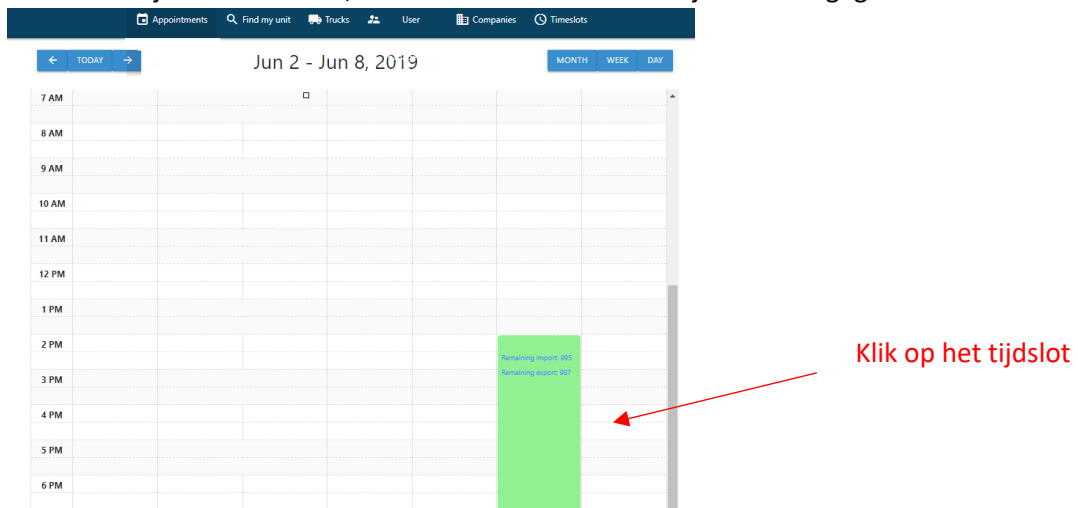 Appointments Find my unit Trucks User Companies Timeslots
TODAY Jun 2 - Jun 8, 2019 MONTH WEEK DAY
7 AM
8 AM
9 AM
10 AM
11 AM
12 PM
1 PM
2 PM
Remaining import: 995
Klik op het tijdslot
Remaining export: 987
3 PM
4 PM
5 PM
6 PM